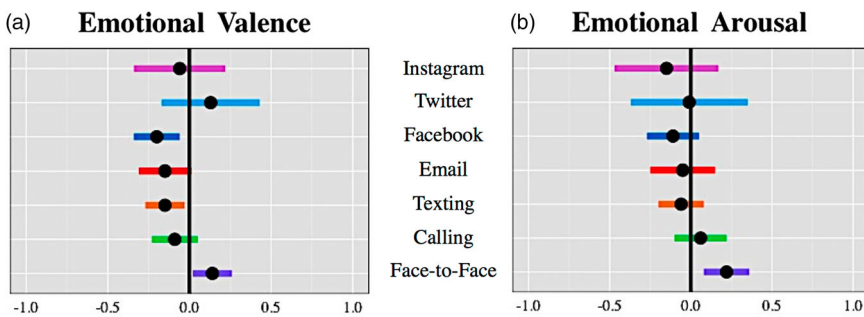 (a) Emotional Valence
(b) Emotional Arousal
Instagram
Twitter
Facebook
Email
Texting
Calling
Face-to-Face
-1.0 -0.5 0.0 0.5 1.0
-1.0 -0.5 0.0 0.5 1.0